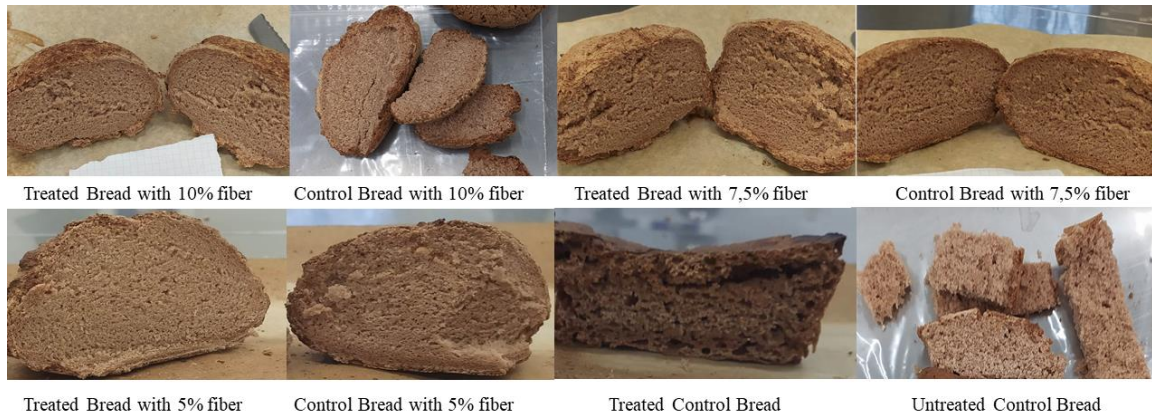 Treated Bread with 10% fiber
Control Bread with 10% fiber
Treated Bread with 7,5% fiber
Control Bread with 7,5% fiber
Treated Bread with 5% fiber
Control Bread with 5% fiber
Treated Control Bread
Untreated Control Bread